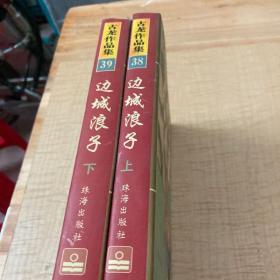 古龙作品集
39
边城浪子
下
珠海出版社
古龙作品集
38
边城浪子
上
珠海出版社